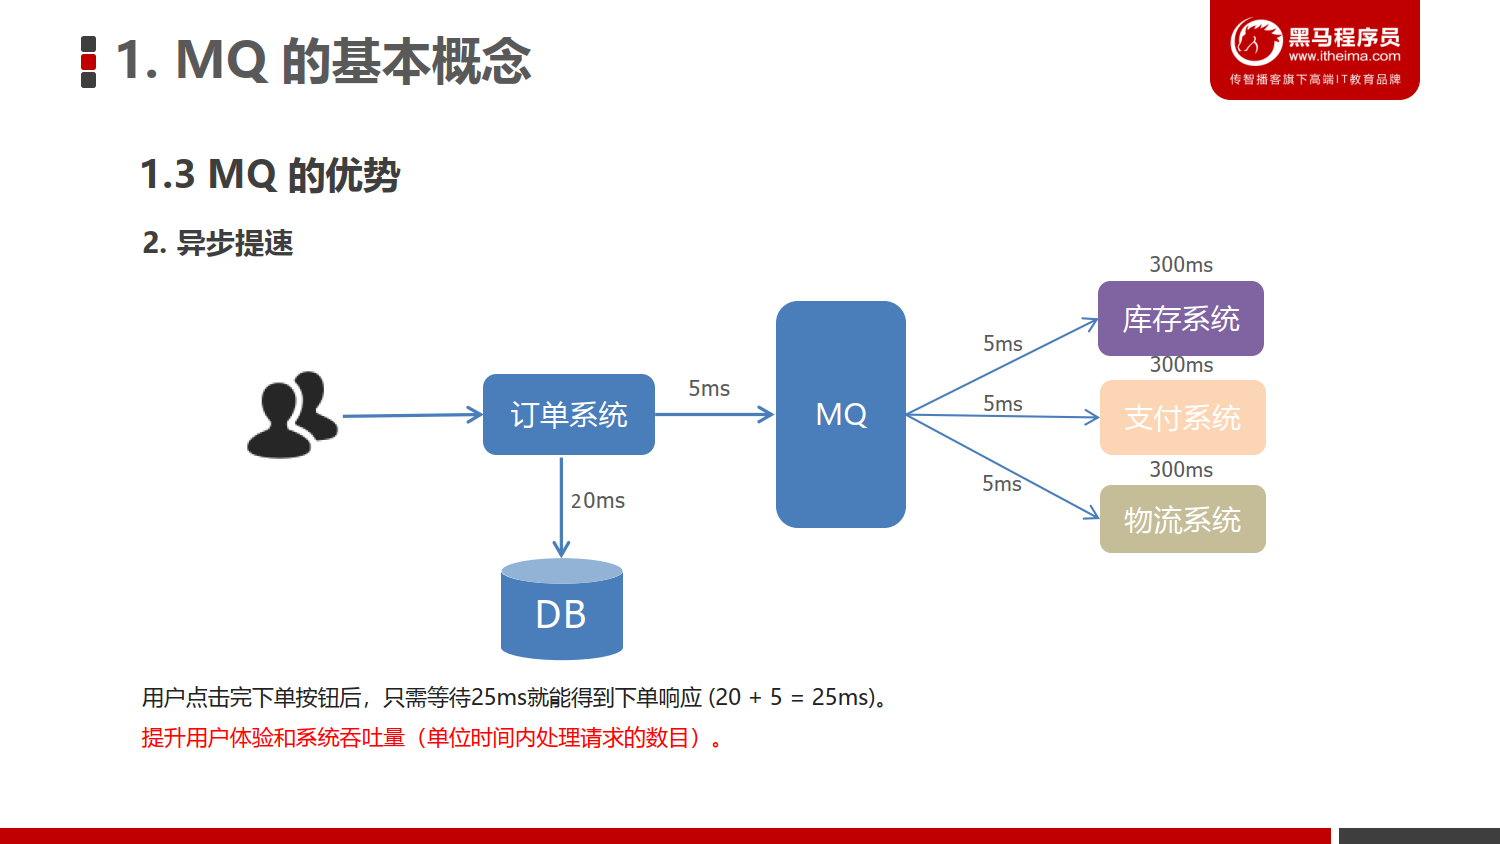 1. MQ 的基本概念
黑马程序员
www.itheima.com
传智播客旗下高端IT教育品牌
1.3 MQ 的优势
2. 异步提速
300ms
库存系统
5ms
300ms
5ms
订单系统
MQ
5ms
支付系统
300ms
5ms
20ms
物流系统
DB
用户点击完下单按钮后，只需等待25ms就能得到下单响应 (20 + 5 = 25ms)。
提升用户体验和系统吞吐量（单位时间内处理请求的数目）。